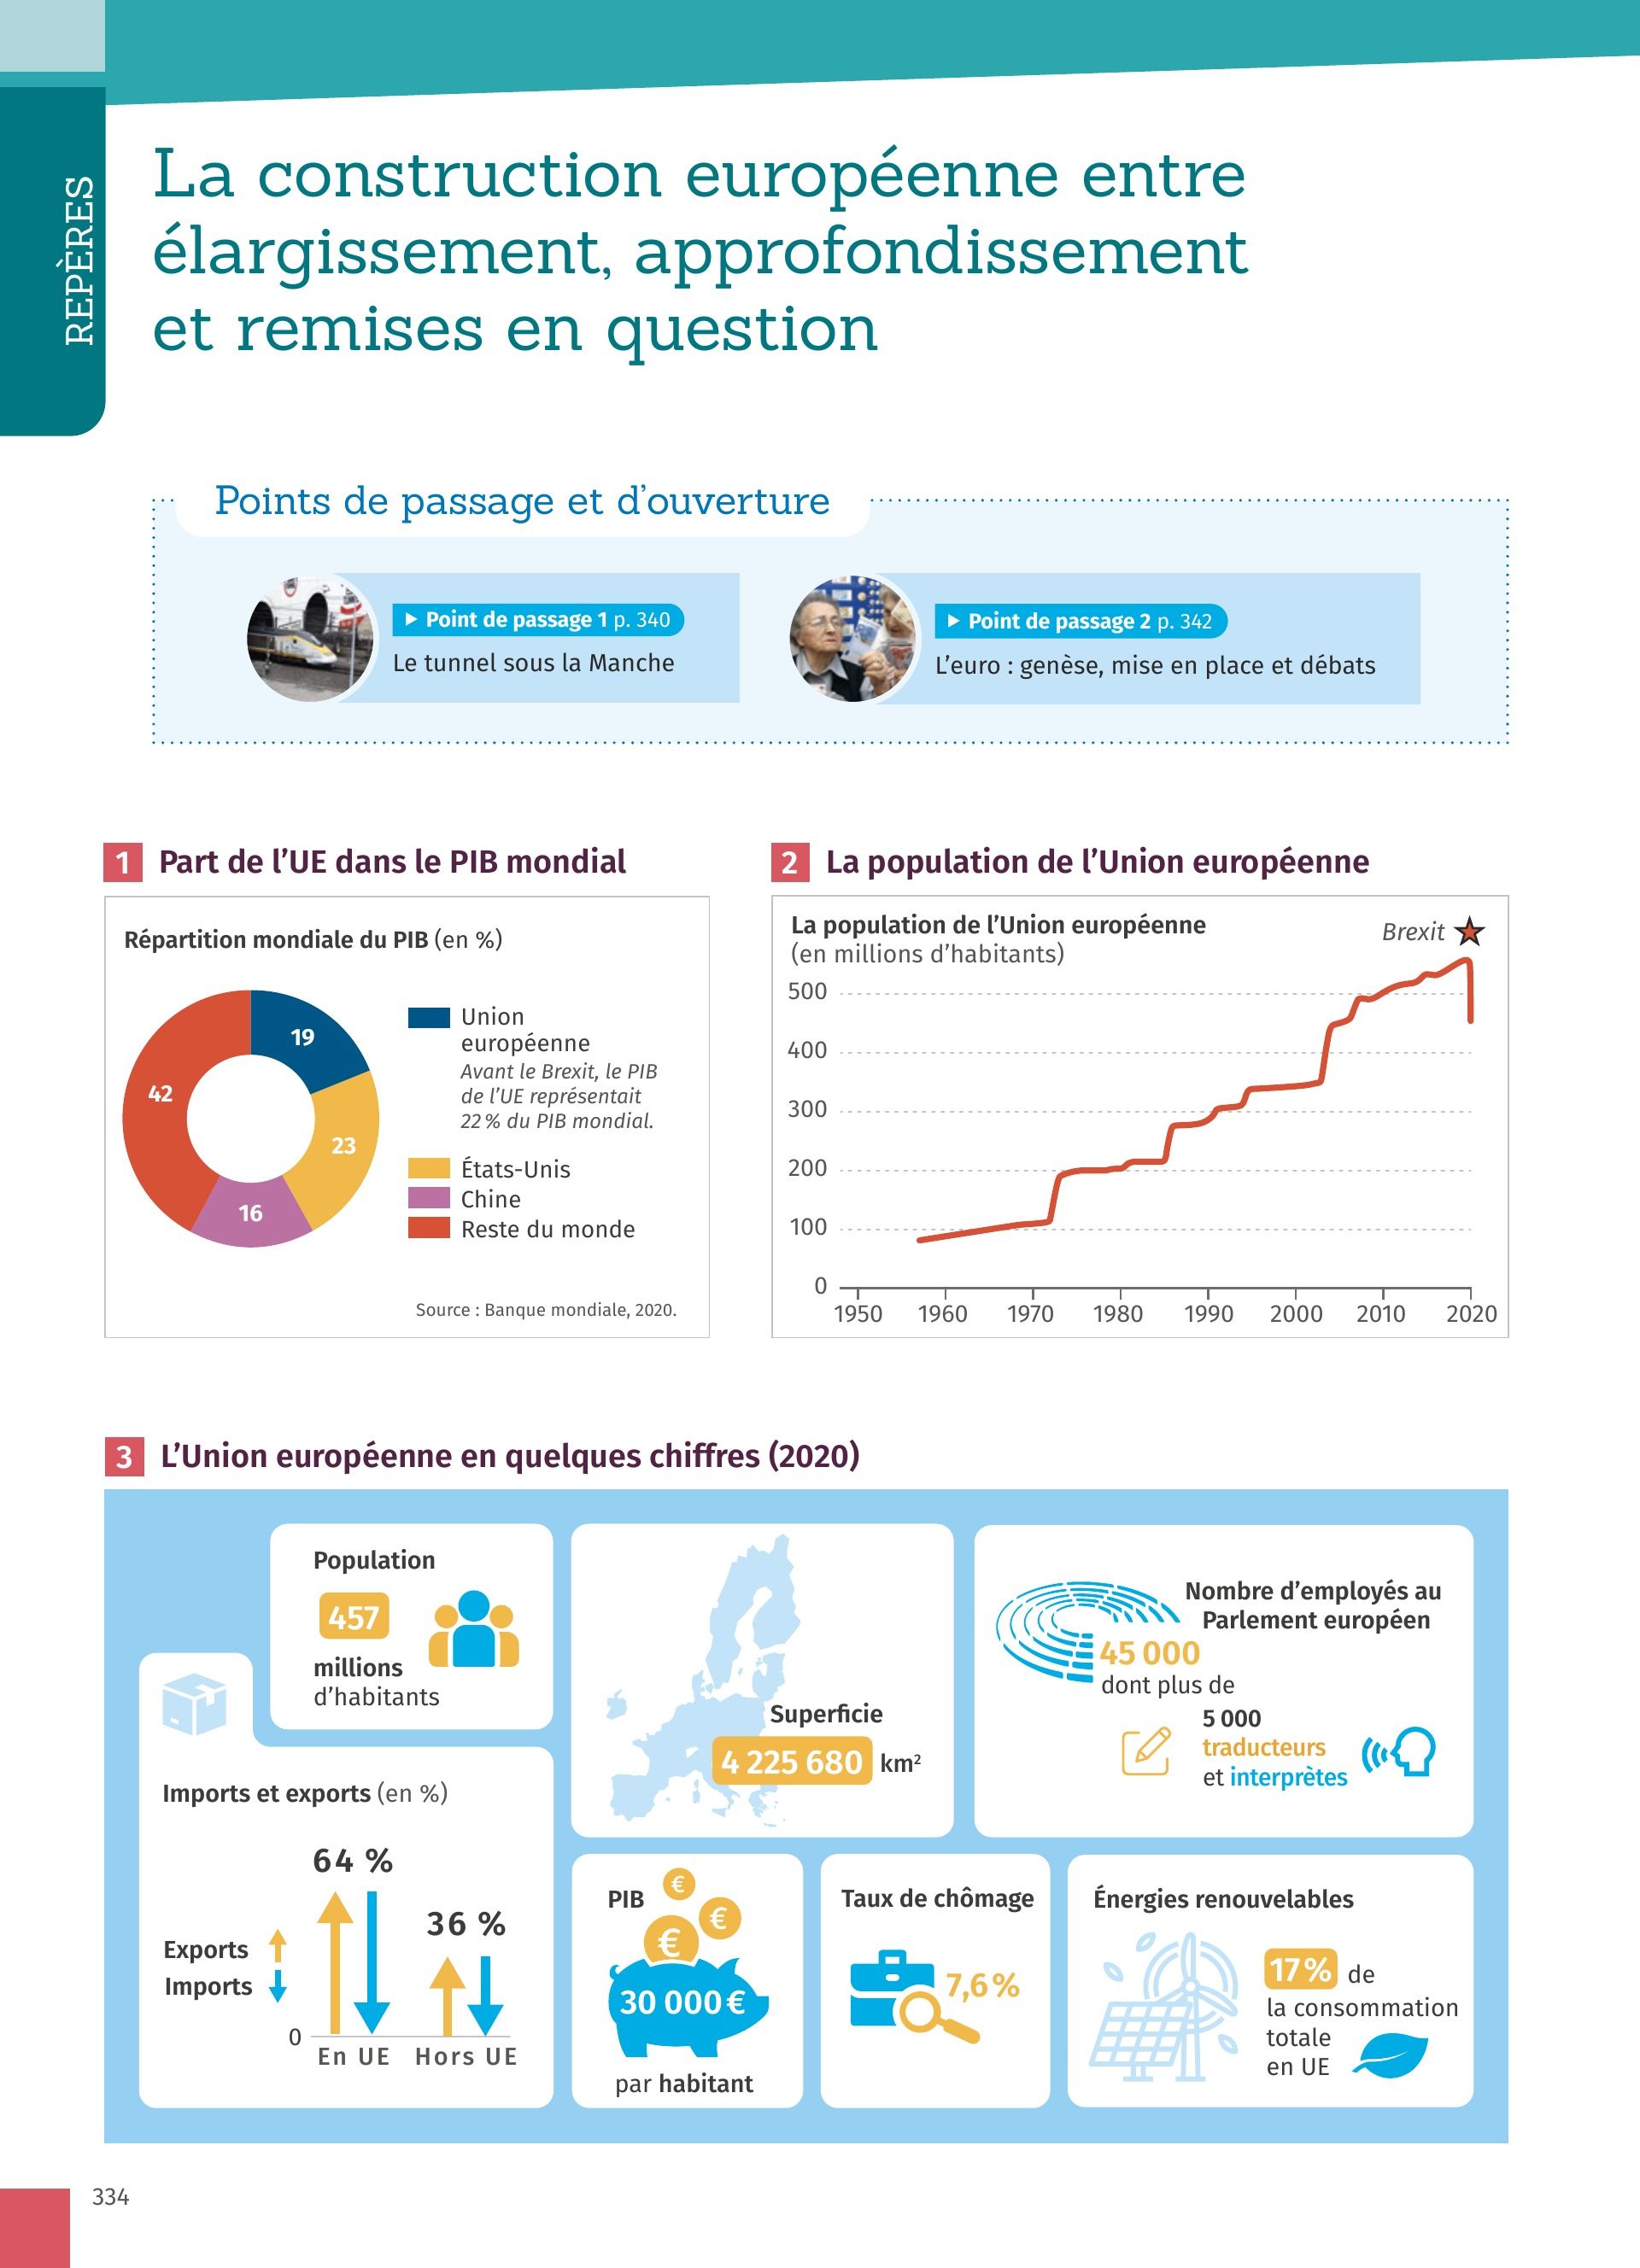 REPÈRES
La construction européenne entre
élargissement, approfondissement
et remises en question
Points de passage et d’ouverture
Point de passage 1 p. 340
Le tunnel sous la Manche
Point de passage 2 p. 342
L’euro : genèse, mise en place et débats
1 Part de l’UE dans le PIB mondial
Répartition mondiale du PIB (en %)
19
42
23
16
Union
européenne
Avant le Brexit, le PIB
de l’UE représentait
22 % du PIB mondial.
États-Unis
Chine
Reste du monde
Source : Banque mondiale, 2020.
2 La population de l’Union européenne
La population de l’Union européenne
(en millions d’habitants)
Brexit
500
400
300
200
100
0
1950 1960 1970 1980 1990 2000 2010 2020
3 L’Union européenne en quelques chiffres (2020)
Population
457
millions
d’habitants
Imports et exports (en %)
64 %
36 %
Exports
Imports
0
En UE Hors UE
Superficie
4 225 680 km²
Nombre d’employés au
Parlement européen
45 000
dont plus de
5 000
traducteurs
et interprètes
PIB
€
€
€
30 000 €
par habitant
Taux de chômage
7,6 %
Énergies renouvelables
17 % de
la consommation
totale
en UE
334